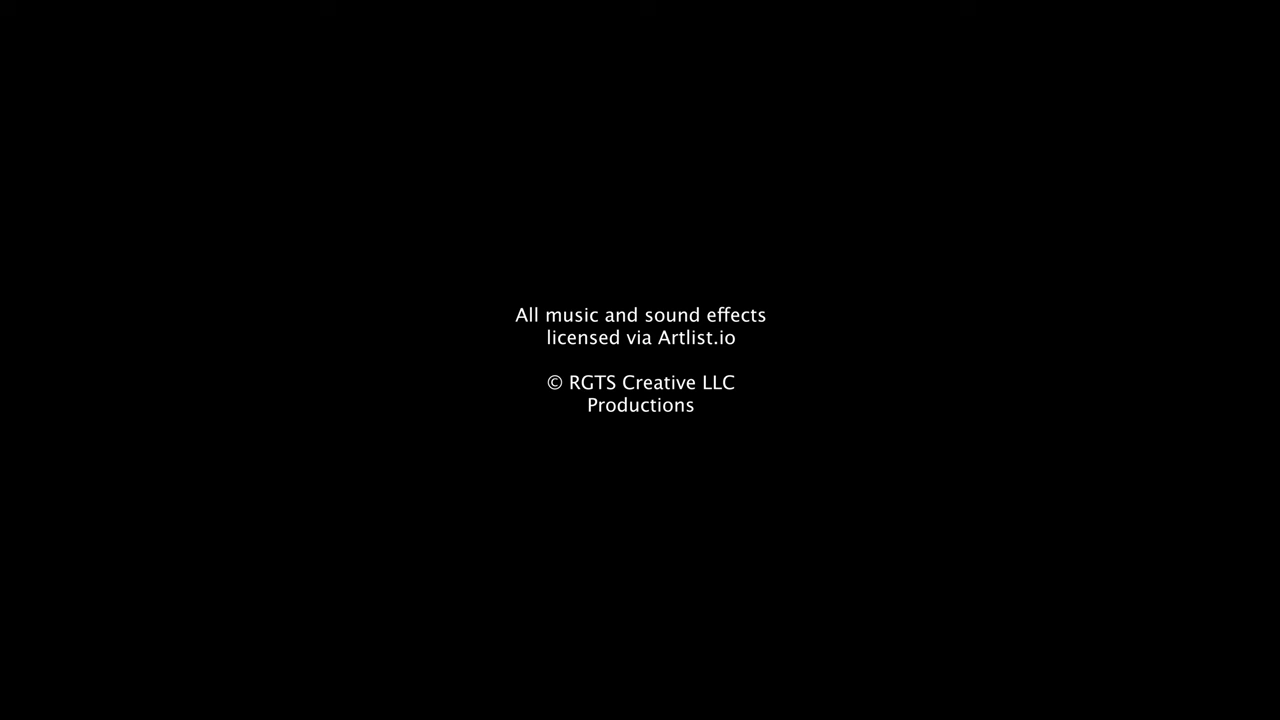 All music and sound effects
licensed via Artlist.io
© RGTS Creative LLC
Productions